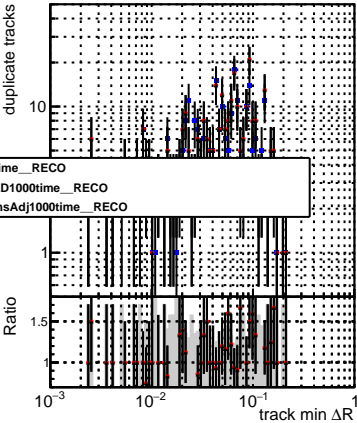 duplicate tracks
10
ime__RECO
D1000time__RECO
nsAdj1000time__RECO
1
Ratio
1.5
1
10⁻³ 10⁻² 10⁻¹ 1
track min ΔR